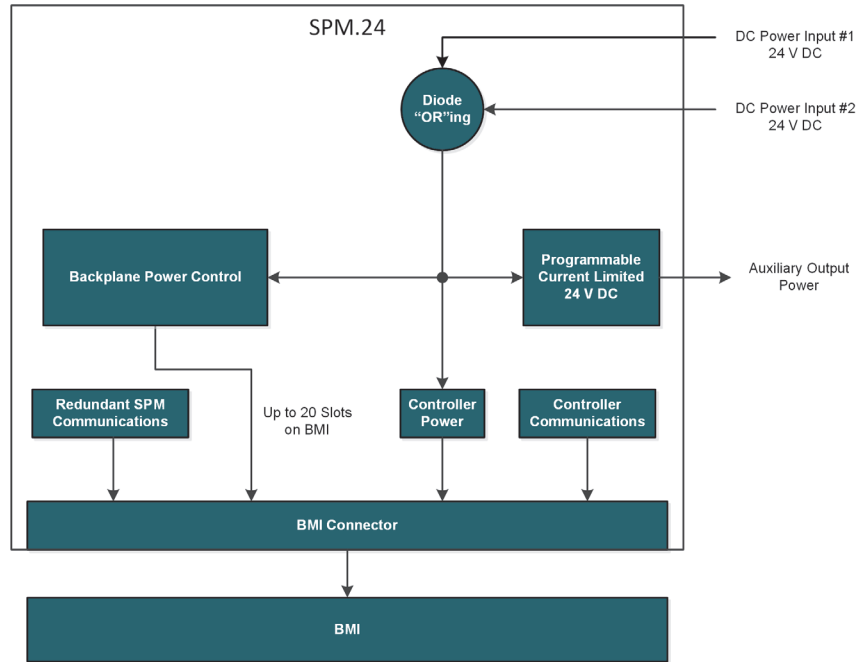 SPM.24
DC Power Input #1
24 V DC
Diode
“OR”ing
DC Power Input #2
24 V DC
Backplane Power Control
Programmable
Current Limited
24 V DC
Auxiliary Output
Power
Redundant SPM
Communications
Up to 20 Slots
on BMI
Controller
Power
Controller
Communications
BMI Connector
BMI